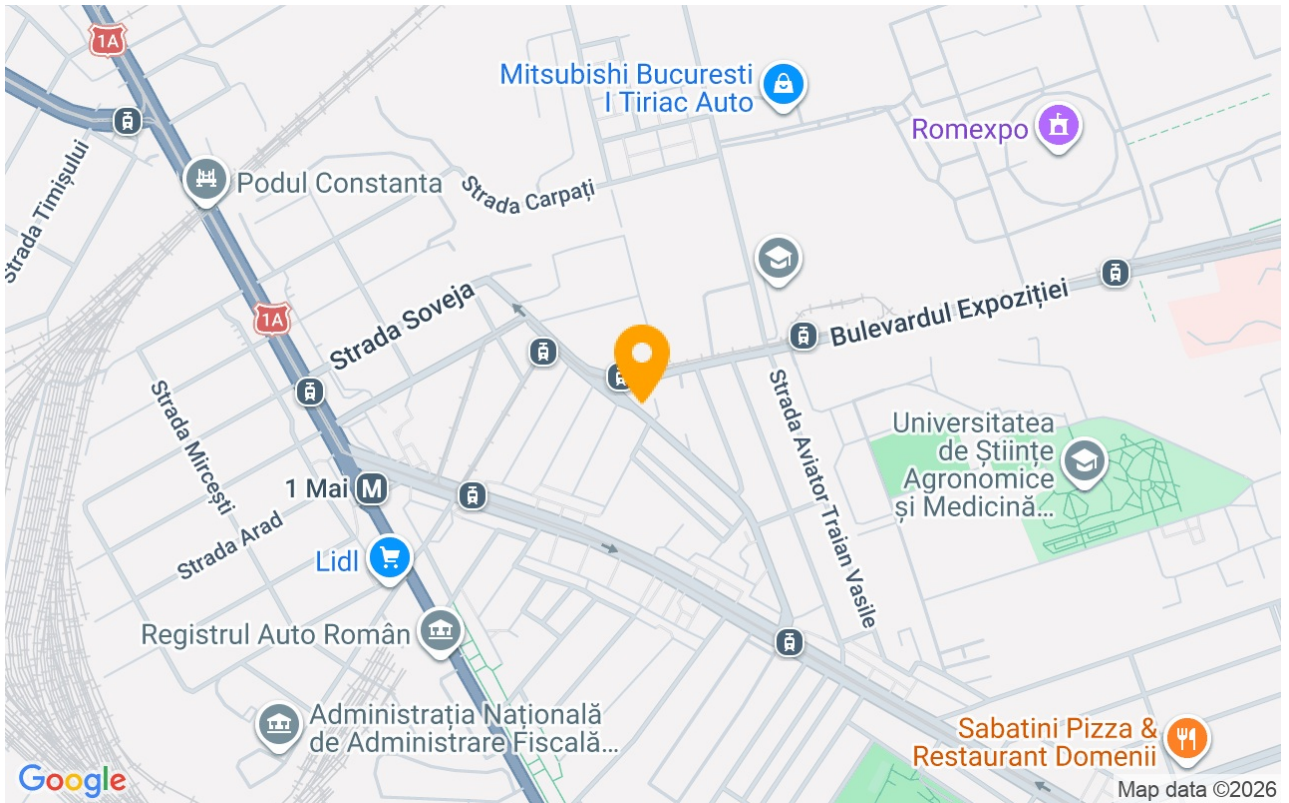 1A
Mitsubishi Bucuresti
I Tiriac Auto
Romexpo
Strada Timișului
Podul Constanta
Strada Carpați
Strada Soveja
1A
Bulevardul Expoziției
Strada Mircești
Strada Aviator Traian Vasile
Universitatea
de Științe
Agronomice
și Medicină...
1 Mai M
Strada Arad
Lidl
Registrul Auto Român
Administrația Națională
de Administrare Fiscală...
Sabatini Pizza &
Restaurant Domenii
Google
Map data ©2026